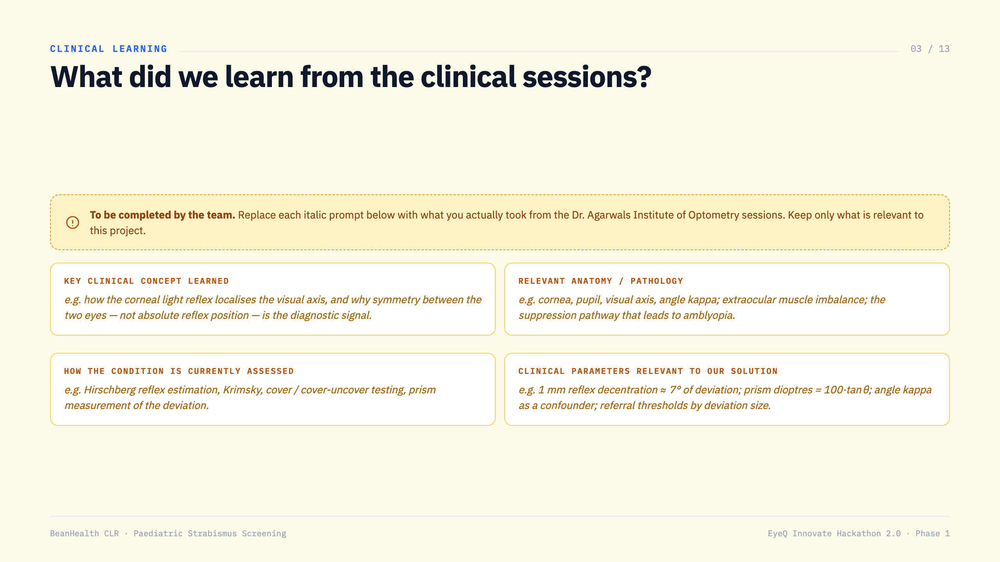 CLINICAL LEARNING
03 / 13
What did we learn from the clinical sessions?
To be completed by the team. Replace each italic prompt below with what you actually took from the Dr. Agarwals Institute of Optometry sessions. Keep only what is relevant to
this project.
KEY CLINICAL CONCEPT LEARNED
e.g. how the corneal light reflex localises the visual axis, and why symmetry between the
two eyes — not absolute reflex position — is the diagnostic signal.
RELEVANT ANATOMY / PATHOLOGY
e.g. cornea, pupil, visual axis, angle kappa; extraocular muscle imbalance; the
suppression pathway that leads to amblyopia.
HOW THE CONDITION IS CURRENTLY ASSESSED
e.g. Hirschberg reflex estimation, Krimsky, cover / cover-uncover testing, prism
measurement of the deviation.
CLINICAL PARAMETERS RELEVANT TO OUR SOLUTION
e.g. 1 mm reflex decentration ≈ 7° of deviation; prism dioptres = 100·tan θ; angle kappa
as a confounder; referral thresholds by deviation size.
BeanHealth CLR · Paediatric Strabismus Screening
EyeQ Innovate Hackathon 2.0 · Phase 1